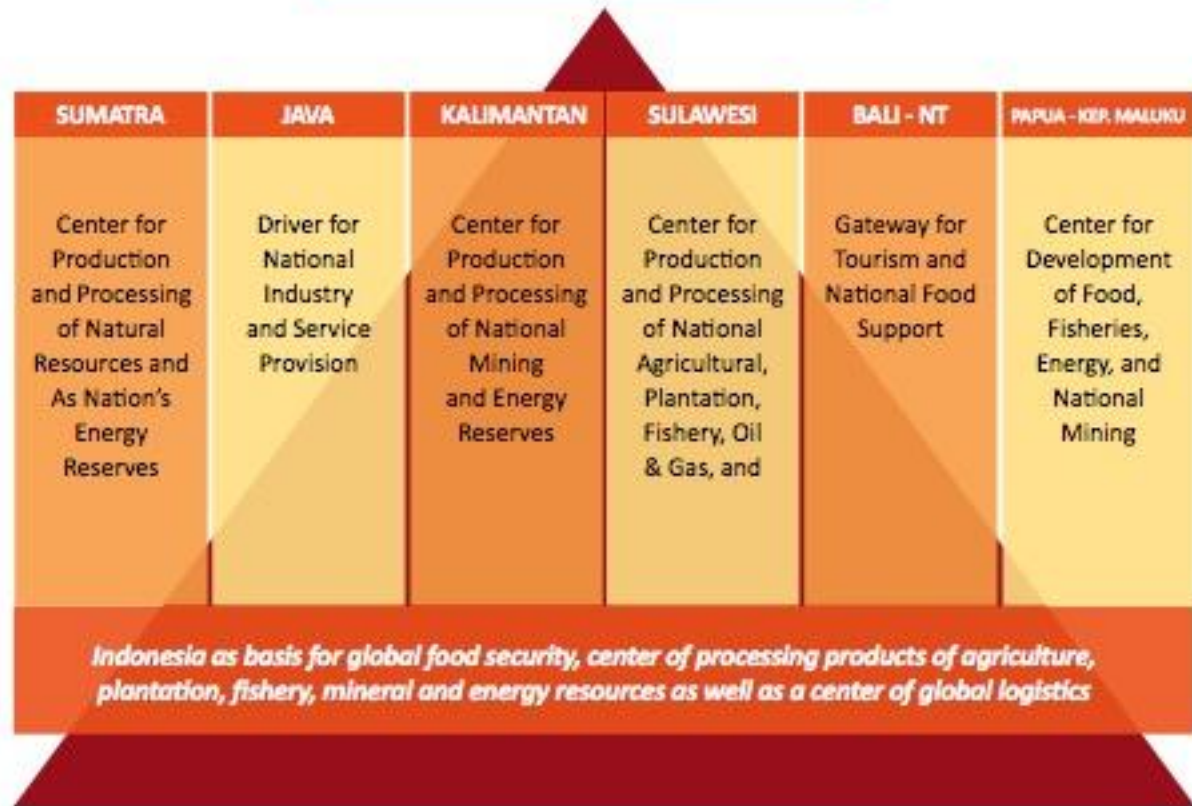 SUMATRA
Center for
Production
and Processing
of Natural
Resources and
As Nation's
Energy
Reserves
JAVA
Driver for
National
Industry
and Service
Provision
KALIMANTAN
Center for
Production
and Processing
of National
Mining
and Energy
Reserves
SULAWESI
Center for
Production
and Processing
of National
Agricultural,
Plantation,
Fishery, Oil
& Gas, and
BALI - NT
Gateway for
Tourism and
National Food
Support
PAPUA - KEP. MALUKU
Center for
Development
of Food,
Fisheries,
Energy, and
National
Mining
Indonesia as basis for global food security, center of processing products of agriculture,
plantation, fishery, mineral and energy resources as well as a center of global logistics